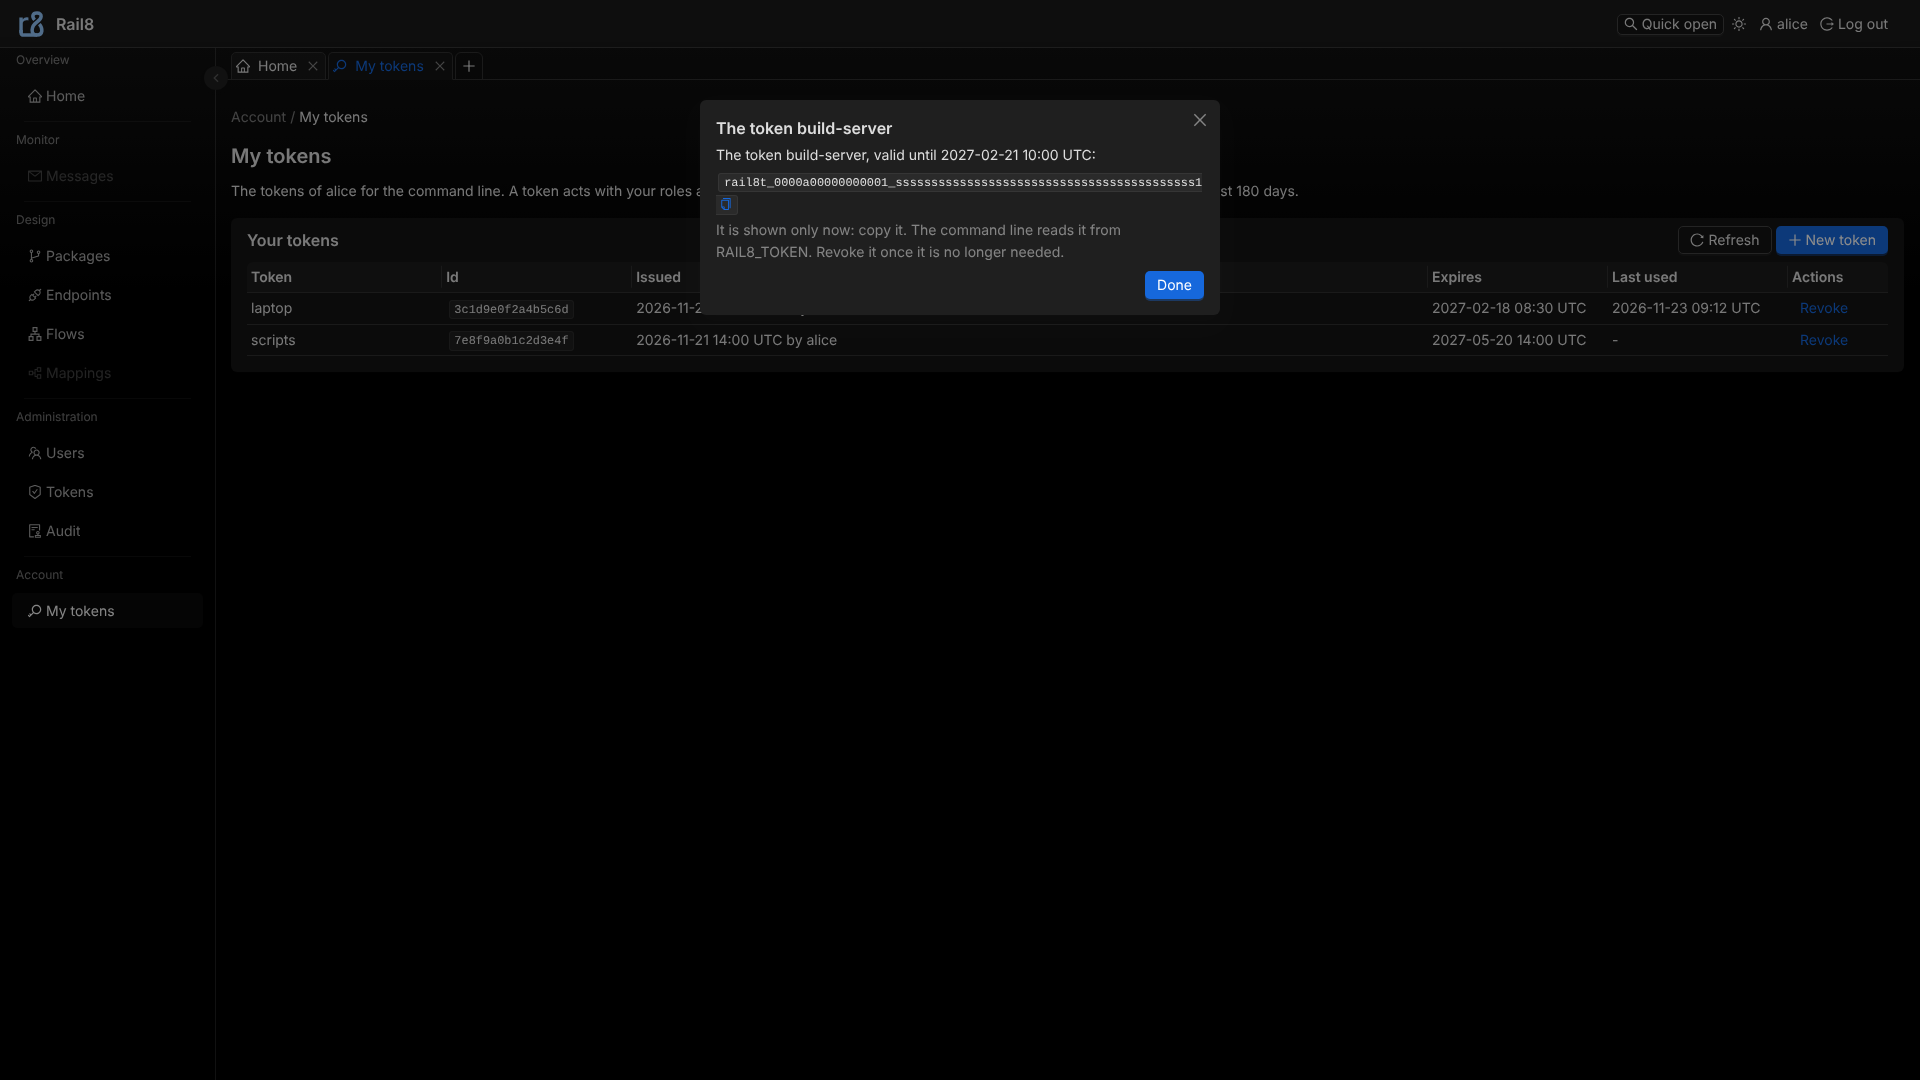 Rail8
Quick open
alice
Log out
Overview
Home
Monitor
Messages
Design
Packages
Endpoints
Flows
Mappings
Administration
Users
Tokens
Audit
Account
My tokens
Home
My tokens
Account / My tokens
My tokens
The tokens of alice for the command line. A token acts with your roles a
st 180 days.
Your tokens
Refresh
New token
Token Id Issued Expires Last used Actions
laptop 3c1d9e0f2a4b5c6d 2026-11-2 2027-02-18 08:30 UTC 2026-11-23 09:12 UTC Revoke
scripts 7e8f9a0b1c2d3e4f 2026-11-21 14:00 UTC by alice 2027-05-20 14:00 UTC - Revoke
The token build-server
The token build-server, valid until 2027-02-21 10:00 UTC:
rail8t_0000a00000000001_ssssssssssssssssssssssssssssssssssssssssss1
It is shown only now: copy it. The command line reads it from
RAIL8_TOKEN. Revoke it once it is no longer needed.
Done